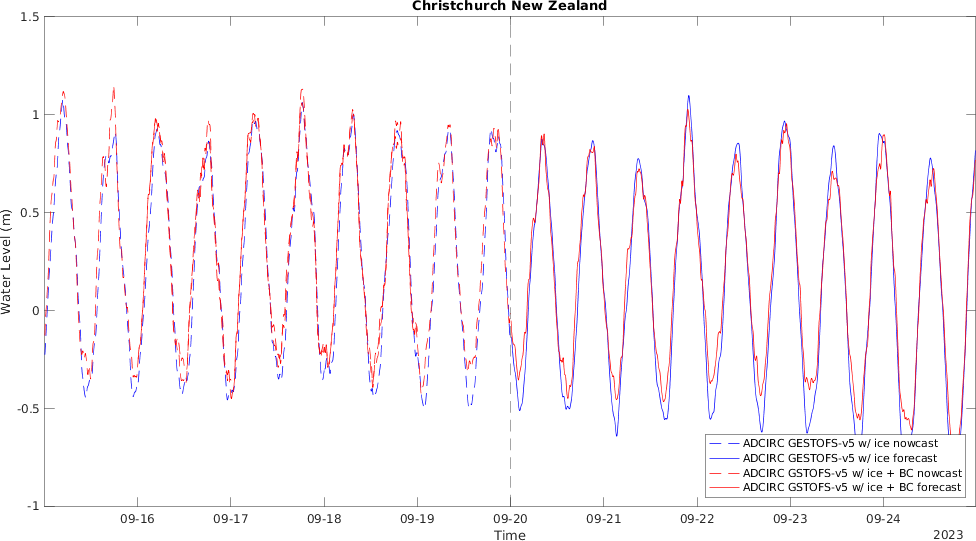 Christchurch New Zealand
1.5
1
0.5
0
-0.5
-1
Water Level (m)
09-16 09-17 09-18 09-19 09-20 09-21 09-22 09-23 09-24
Time
2023
ADCIRC GESTOFS-v5 w/ ice nowcast
ADCIRC GESTOFS-v5 w/ ice forecast
ADCIRC GSTOFS-v5 w/ ice + BC nowcast
ADCIRC GSTOFS-v5 w/ ice + BC forecast